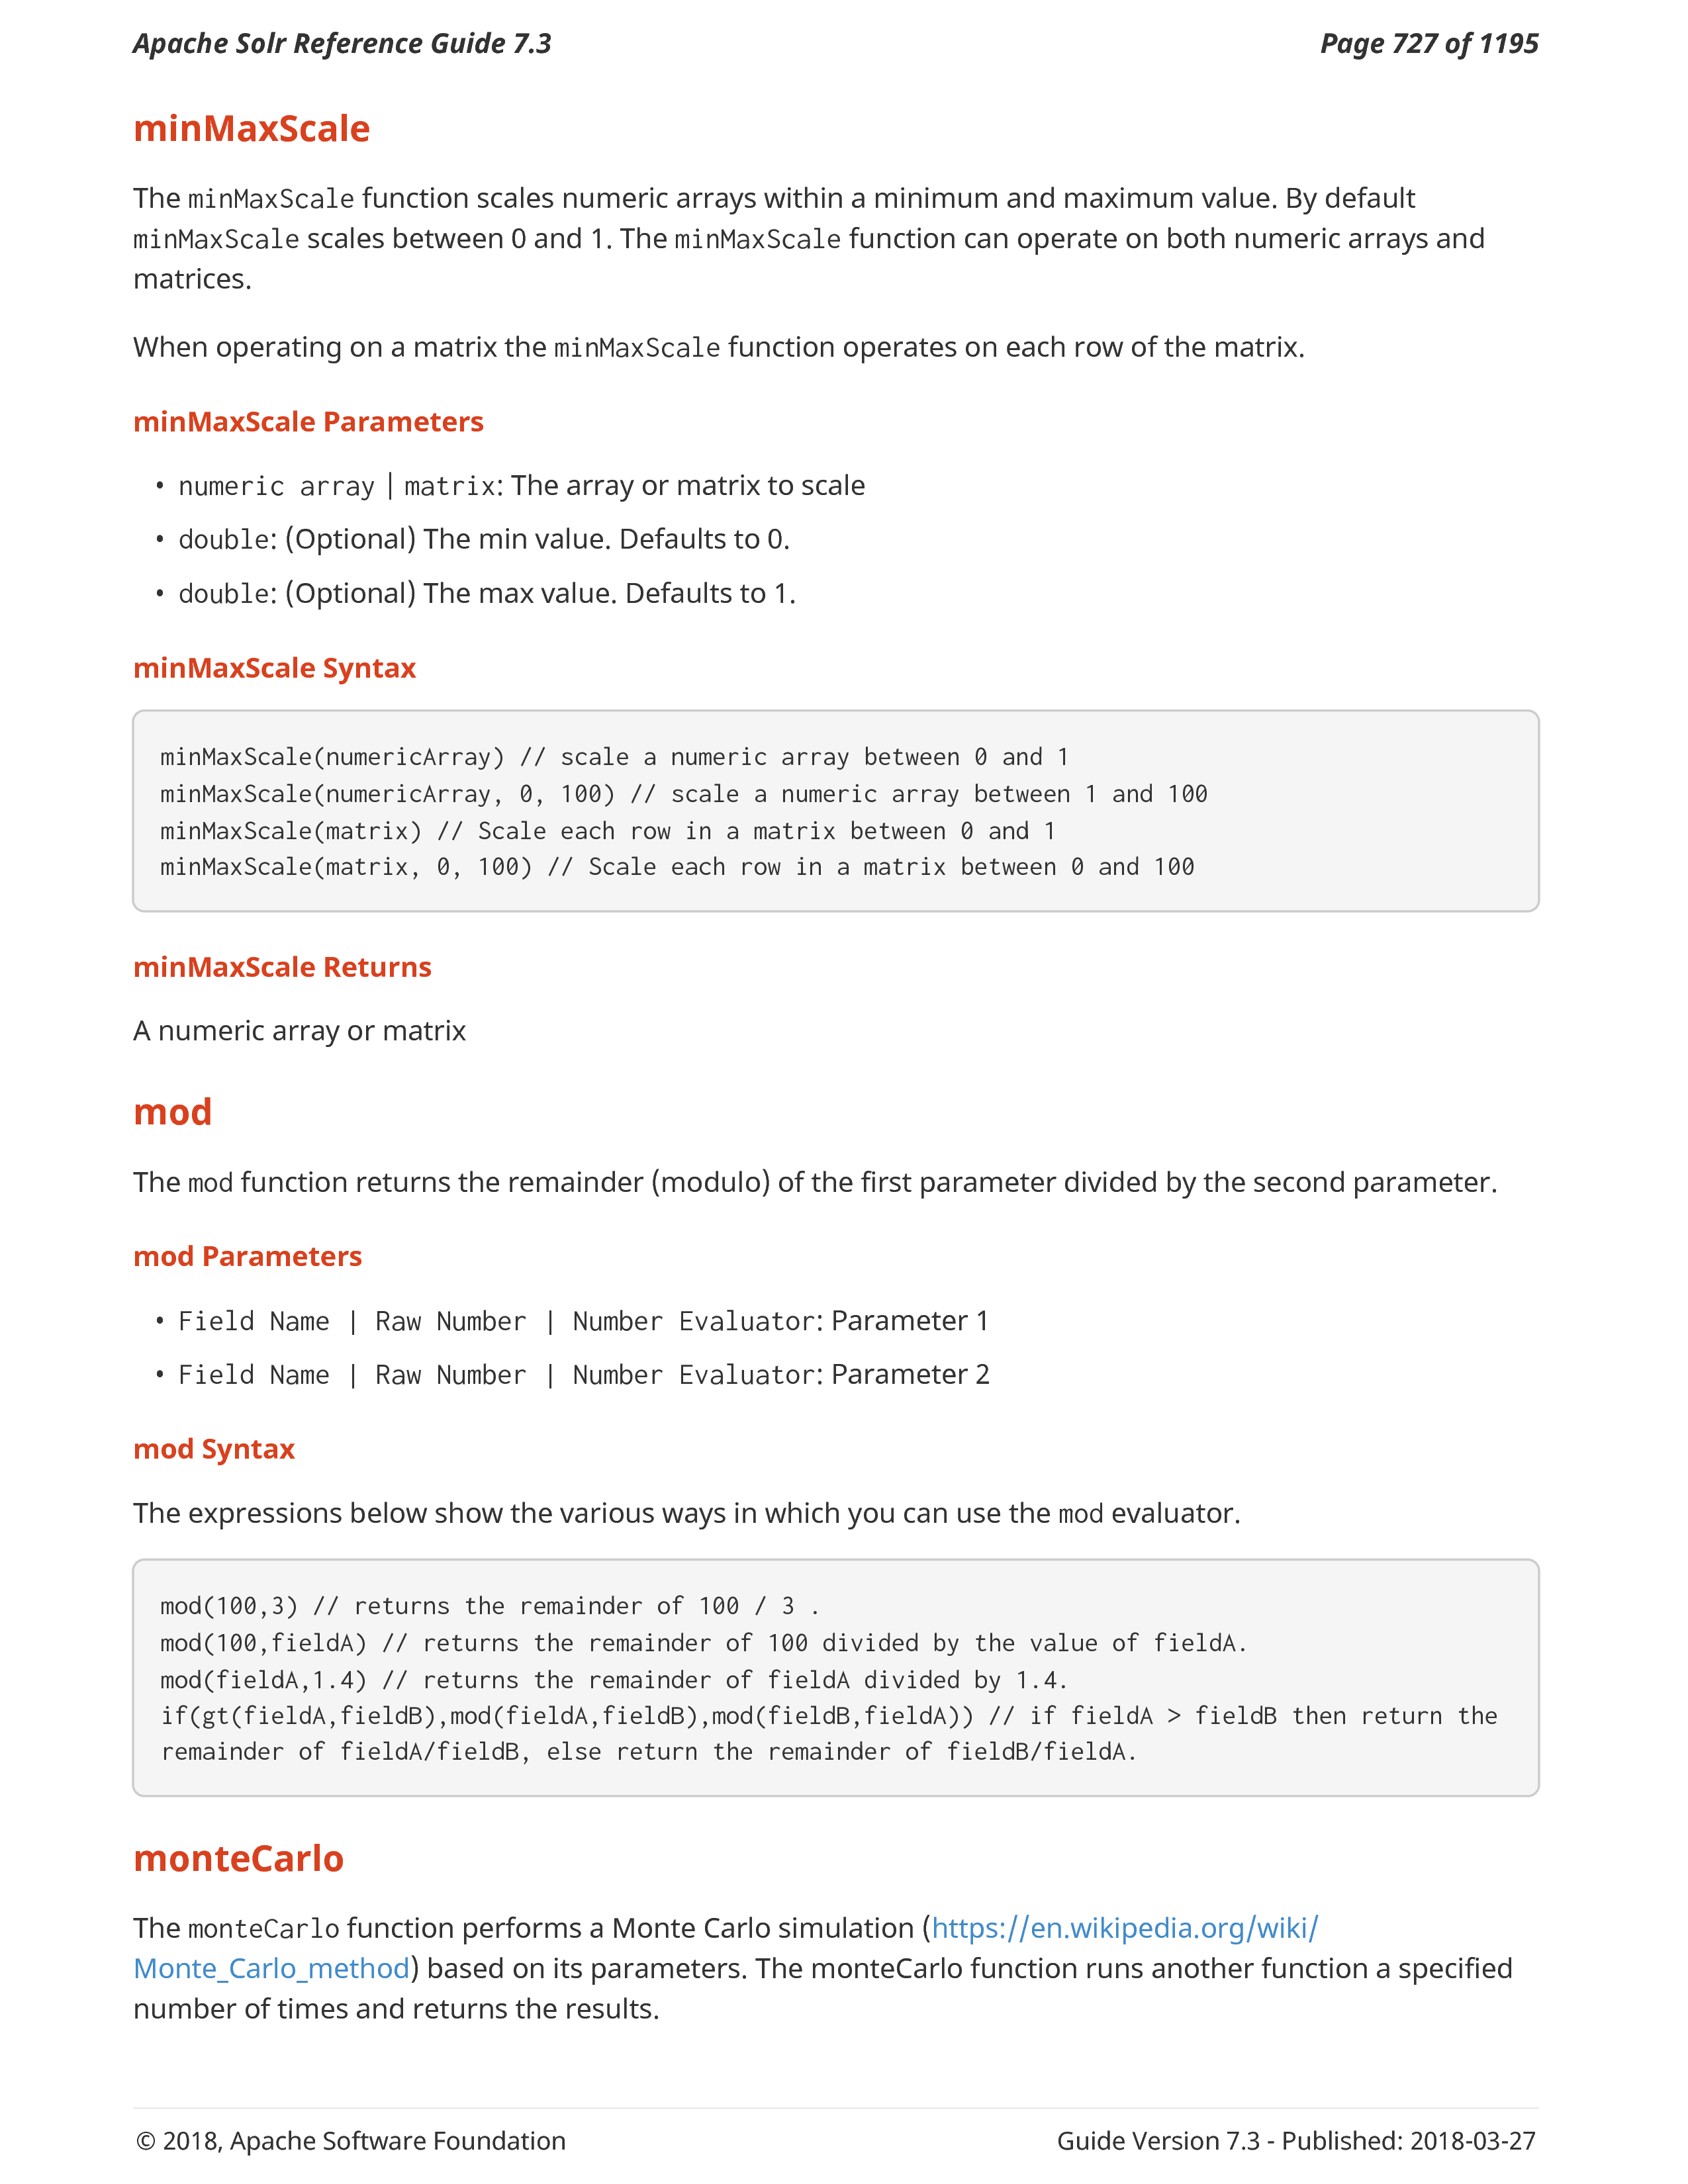 Apache Solr Reference Guide 7.3
Page 727 of 1195
minMaxScale
The minMaxScale function scales numeric arrays within a minimum and maximum value. By default
minMaxScale scales between 0 and 1. The minMaxScale function can operate on both numeric arrays and
matrices.
When operating on a matrix the minMaxScale function operates on each row of the matrix.
minMaxScale Parameters
• numeric array | matrix: The array or matrix to scale
• double: (Optional) The min value. Defaults to 0.
• double: (Optional) The max value. Defaults to 1.
minMaxScale Syntax
minMaxScale(numericArray) // scale a numeric array between 0 and 1
minMaxScale(numericArray, 0, 100) // scale a numeric array between 1 and 100
minMaxScale(matrix) // Scale each row in a matrix between 0 and 1
minMaxScale(matrix, 0, 100) // Scale each row in a matrix between 0 and 100
minMaxScale Returns
A numeric array or matrix
mod
The mod function returns the remainder (modulo) of the first parameter divided by the second parameter.
mod Parameters
• Field Name | Raw Number | Number Evaluator: Parameter 1
• Field Name | Raw Number | Number Evaluator: Parameter 2
mod Syntax
The expressions below show the various ways in which you can use the mod evaluator.
mod(100,3) // returns the remainder of 100 / 3 .
mod(100,fieldA) // returns the remainder of 100 divided by the value of fieldA.
mod(fieldA,1.4) // returns the remainder of fieldA divided by 1.4.
if(gt(fieldA,fieldB),mod(fieldA,fieldB),mod(fieldB,fieldA)) // if fieldA > fieldB then return the
remainder of fieldA/fieldB, else return the remainder of fieldB/fieldA.
monteCarlo
The monteCarlo function performs a Monte Carlo simulation (https://en.wikipedia.org/wiki/
Monte_Carlo_method) based on its parameters. The monteCarlo function runs another function a specified
number of times and returns the results.
© 2018, Apache Software Foundation
Guide Version 7.3 - Published: 2018-03-27